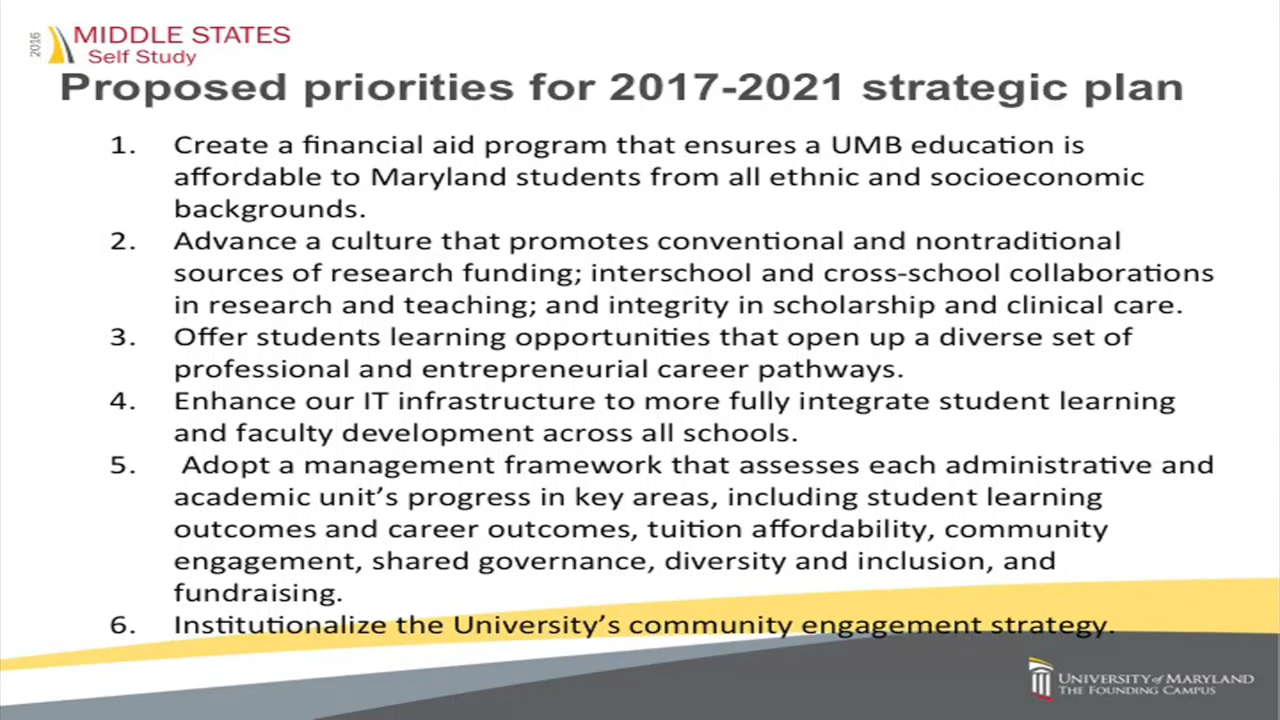 2016
MIDDLE STATES
Self Study
Proposed priorities for 2017-2021 strategic plan
1. Create a financial aid program that ensures a UMB education is
affordable to Maryland students from all ethnic and socioeconomic
backgrounds.
2. Advance a culture that promotes conventional and nontraditional
sources of research funding; interschool and cross-school collaborations
in research and teaching; and integrity in scholarship and clinical care.
3. Offer students learning opportunities that open up a diverse set of
professional and entrepreneurial career pathways.
4. Enhance our IT infrastructure to more fully integrate student learning
and faculty development across all schools.
5. Adopt a management framework that assesses each administrative and
academic unit’s progress in key areas, including student learning
outcomes and career outcomes, tuition affordability, community
engagement, shared governance, diversity and inclusion, and
fundraising.
6. Institutionalize the University’s community engagement strategy.
UNIVERSITY of MARYLAND
THE FOUNDING CAMPUS